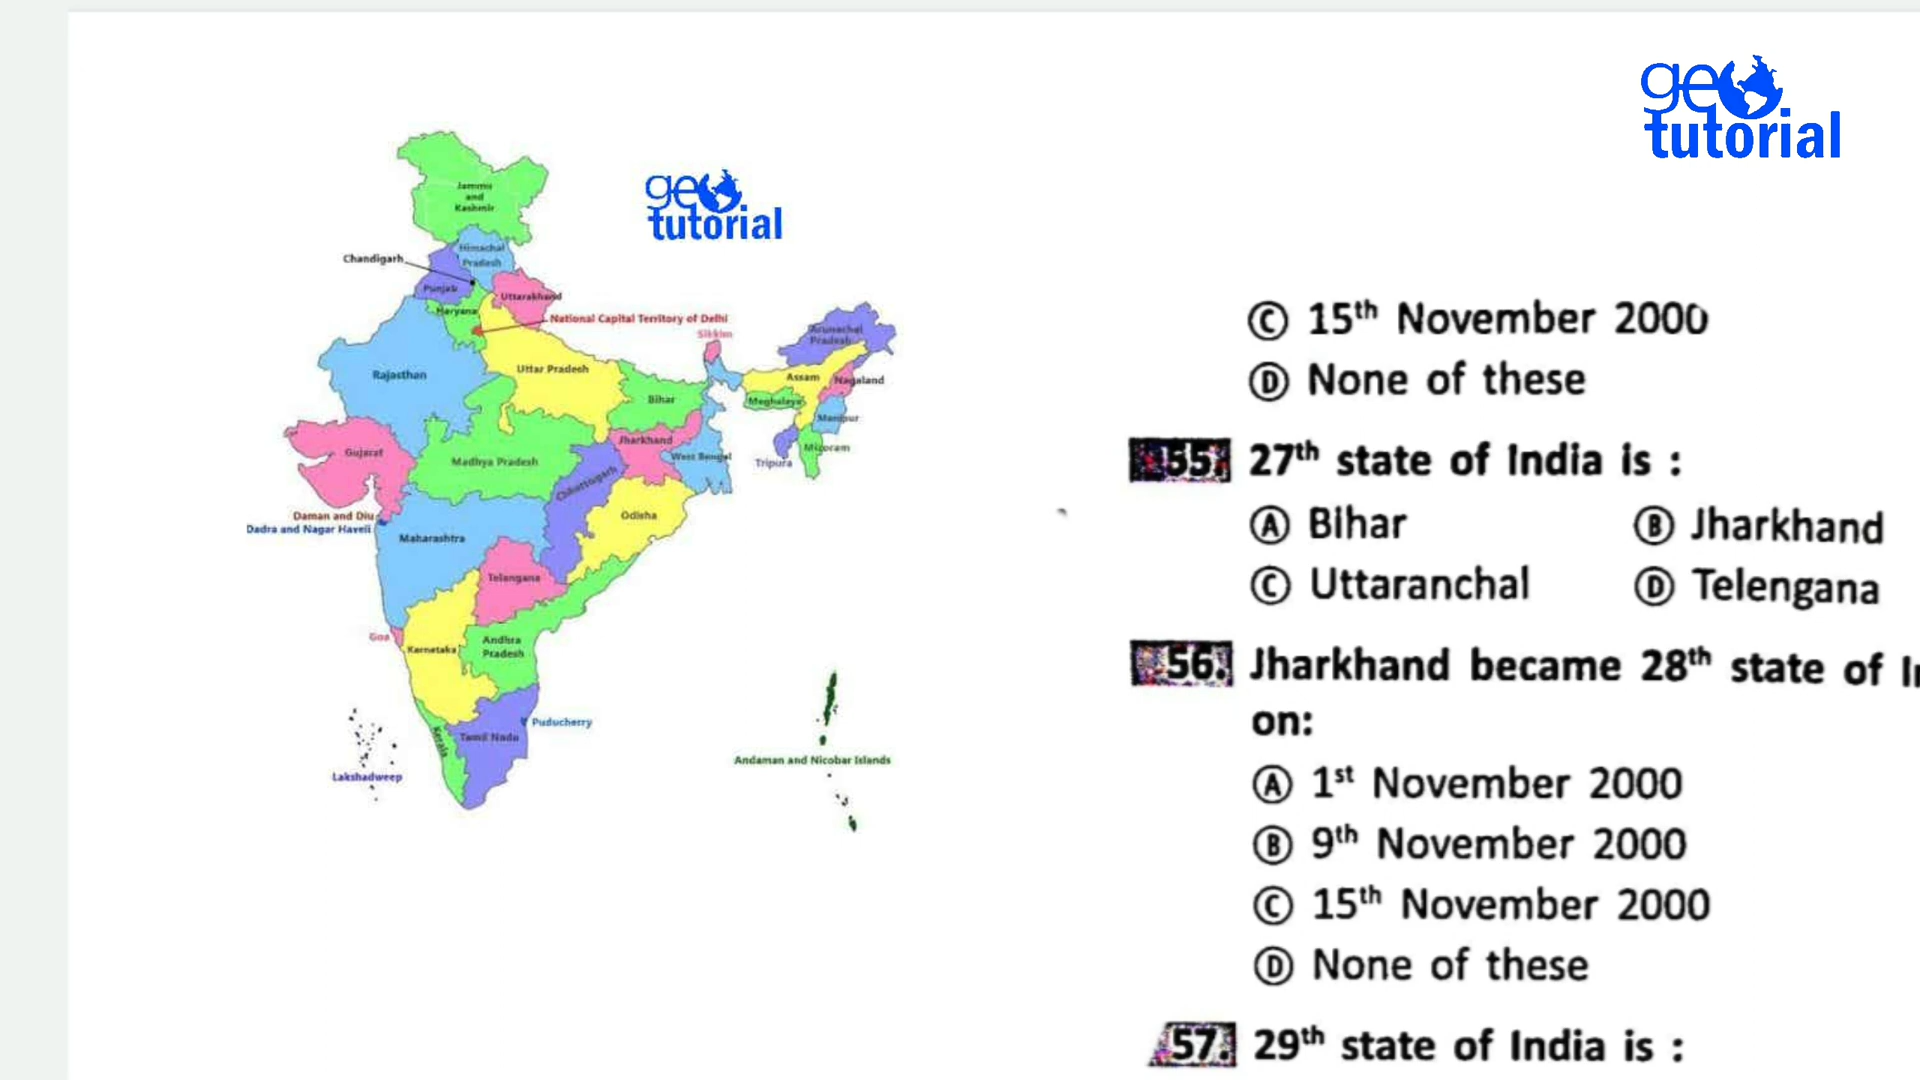 geo
tutorial
geo
tutorial
Jammu
and
Kashmir
Himachal
Pradesh
Chandigarh
Punjab
Uttarakhand
Haryana
National Capital Territory of Delhi
Sikkim
Arunachal
Pradesh
Rajasthan
Uttar Pradesh
Assam
Nagaland
Bihar
Meghalaya
Manipur
Jharkhand
West Bengal
Mizoram
Tripura
Gujarat
Madhya Pradesh
Chhattisgarh
Daman and Diu
Dadra and Nagar Haveli
Odisha
Maharashtra
Telangana
Goa
Karnetaka
Andhra
Pradesh
Puducherry
Kerala
Tamil Nadu
Lakshadweep
Andaman and Nicobar Islands
Ⓒ 15th November 2000
Ⓓ None of these
55. 27th state of India is :
Ⓐ Bihar Ⓑ Jharkhand
Ⓒ Uttaranchal Ⓓ Telengana
56. Jharkhand became 28th state of
on:
Ⓐ 1st November 2000
Ⓑ 9th November 2000
Ⓒ 15th November 2000
Ⓓ None of these
57. 29th state of India is :